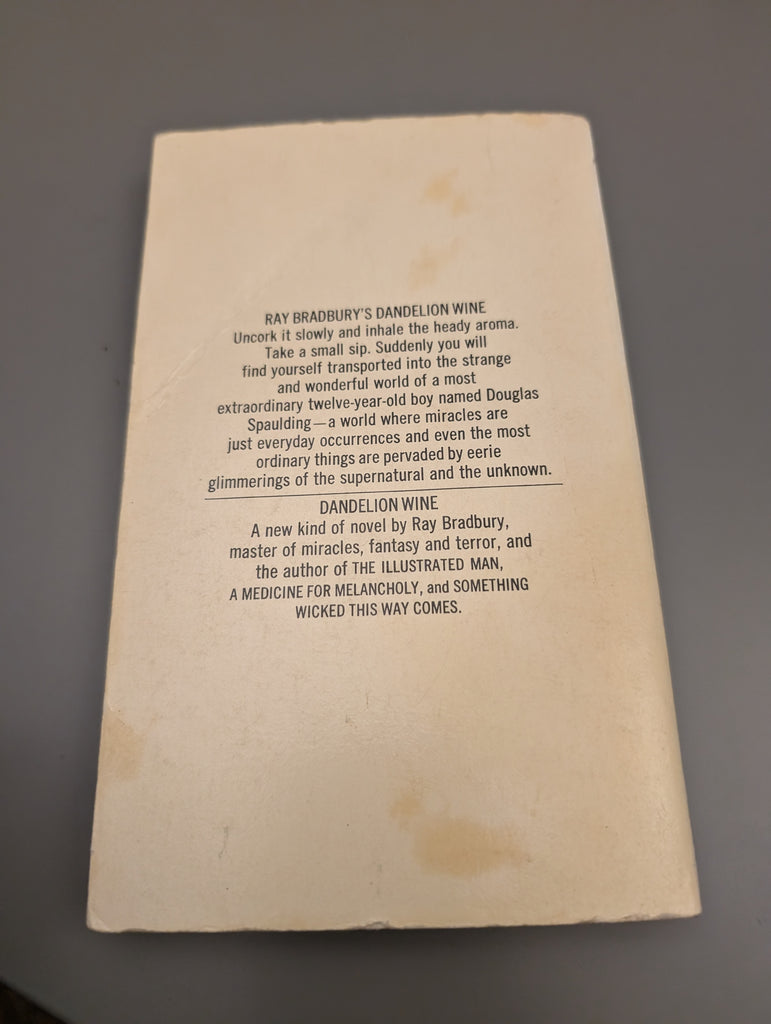 RAY BRADBURY'S DANDELION WINE
Uncork it slowly and inhale the heady aroma.
Take a small sip. Suddenly you will
find yourself transported into the strange
and wonderful world of a most
extraordinary twelve-year-old boy named Douglas
Spaulding—a world where miracles are
just everyday occurrences and even the most
ordinary things are pervaded by eerie
glimmerings of the supernatural and the unknown.
DANDELION WINE
A new kind of novel by Ray Bradbury,
master of miracles, fantasy and terror, and
the author of THE ILLUSTRATED MAN,
A MEDICINE FOR MELANCHOLY, and SOMETHING
WICKED THIS WAY COMES.